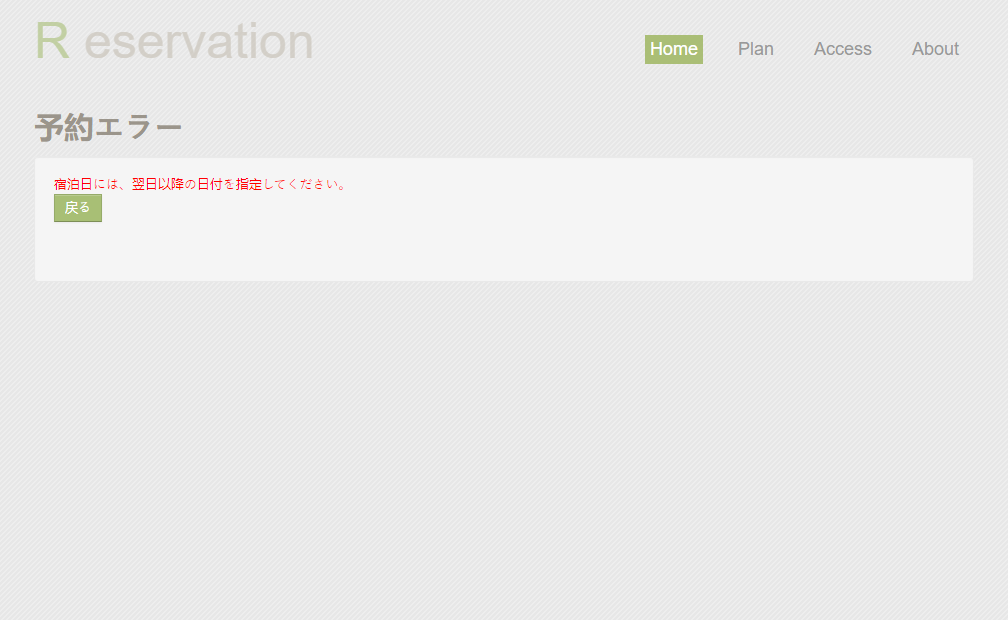 R eservation
Home Plan Access About
予約エラー
宿泊日には、翌日以降の日付を指定してください。
戻る